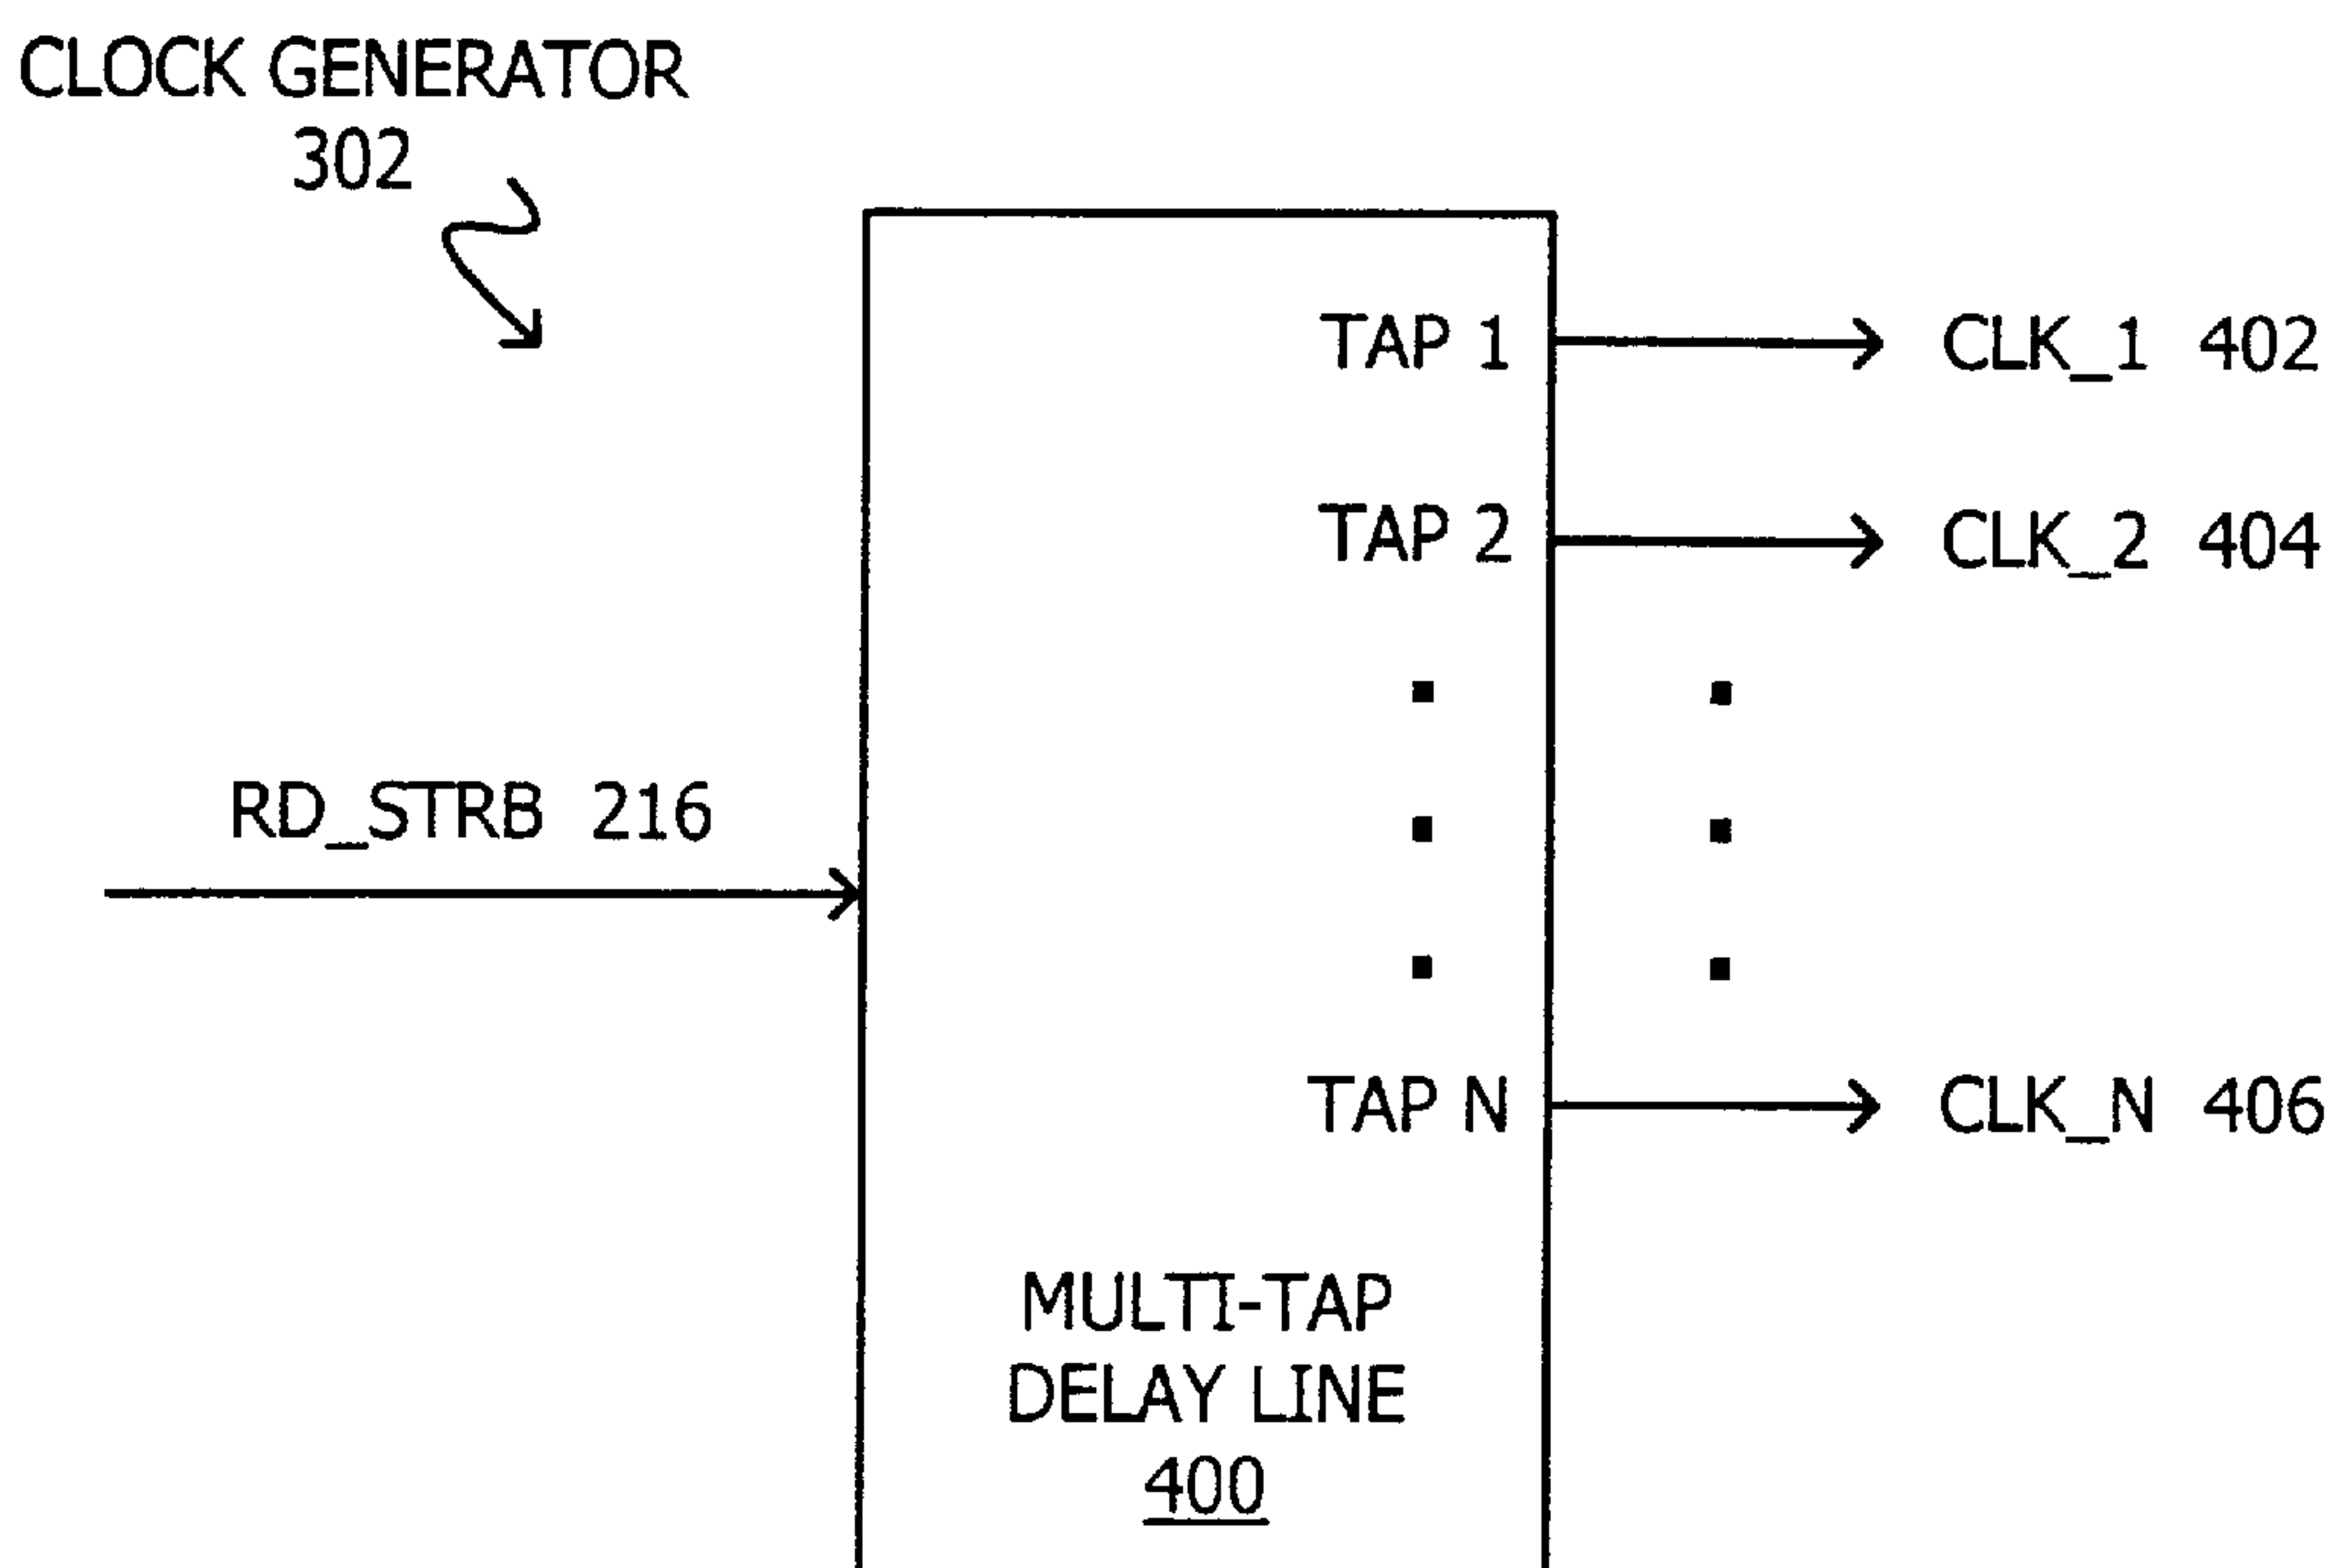 CLOCK GENERATOR
302
TAP 1
CLK_1 402
TAP 2
CLK_2 404
RD_STRB 216
TAP N
CLK_N 406
MULTI-TAP
DELAY LINE
400